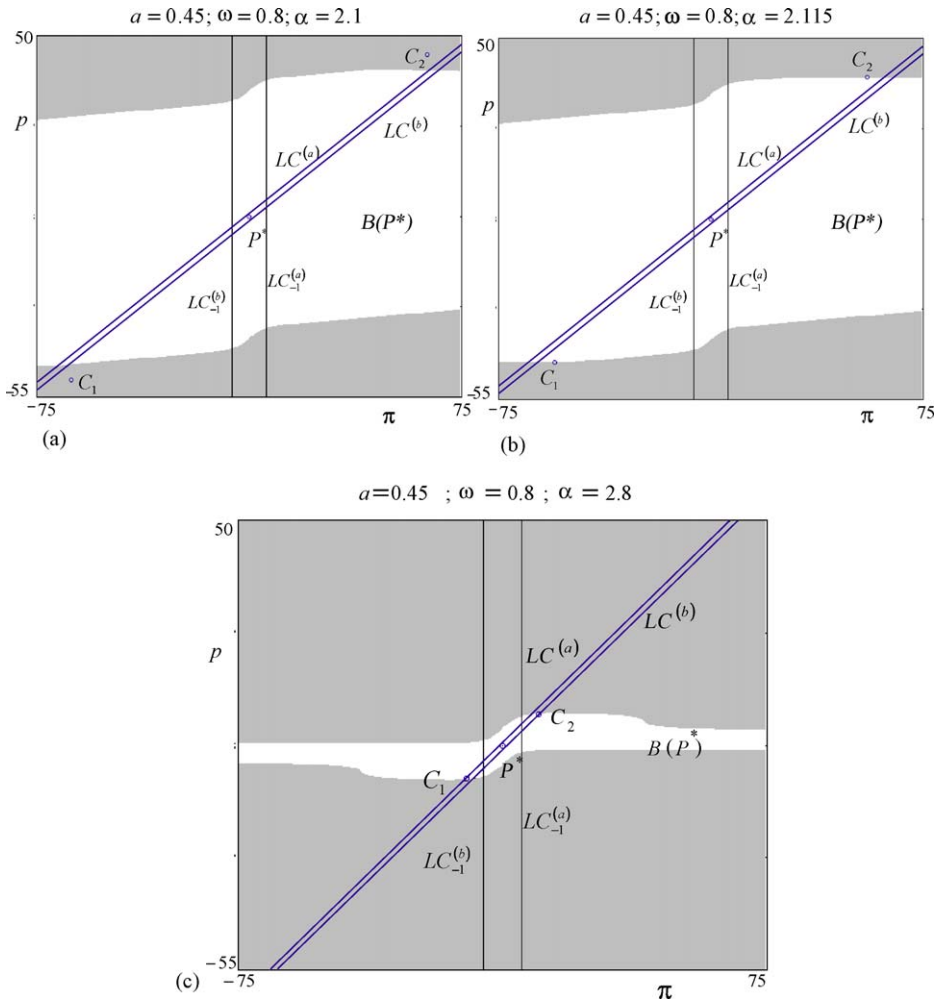 a = 0.45; ω = 0.8; α = 2.1
50
p
-55
-75
75
π
C₂
LC⁽ᵇ⁾
LC⁽ᵃ⁾
P*
B(P*)
LC₋₁⁽ᵇ⁾
LC₋₁⁽ᵃ⁾
C₁
(a)
a = 0.45; ω = 0.8; α = 2.115
50
p
-55
-75
75
π
C₂
LC⁽ᵇ⁾
LC⁽ᵃ⁾
P*
B(P*)
LC₋₁⁽ᵇ⁾
LC₋₁⁽ᵃ⁾
C₁
(b)
a = 0.45 ; ω = 0.8 ; α = 2.8
50
p
-55
-75
75
π
LC⁽ᵇ⁾
LC⁽ᵃ⁾
C₂
B(P*)
P*
C₁
LC₋₁⁽ᵃ⁾
LC₋₁⁽ᵇ⁾
(c)